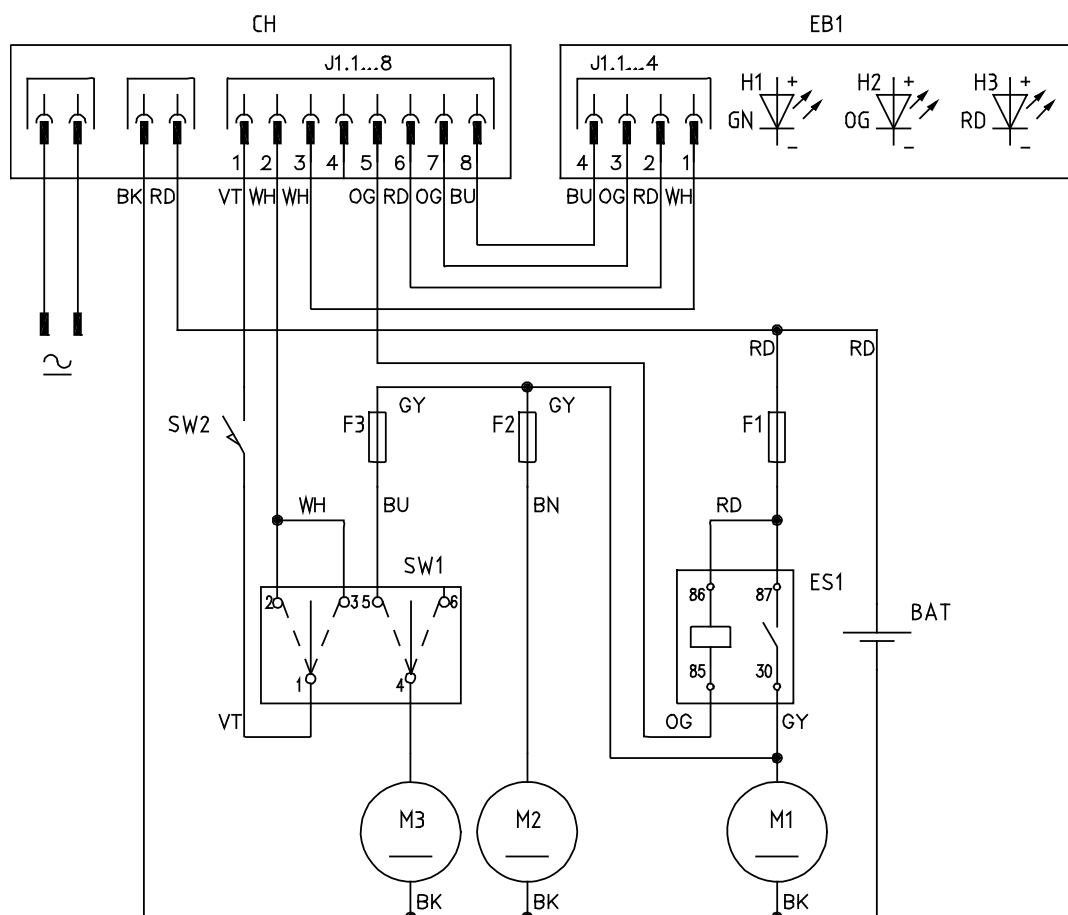 CH EB1
J1.1...8 J1.1...4
H1 + H2 + H3 +
GN OG RD
- - -
1 2 3 4 5 6 7 8 4 3 2 1
BK RD VT WH WH OG RD OG BU BU OG RD WH
RD RD
GY GY
SW2 F3 F2 F1
WH BU BN RD
SW1 ES1
2 3 5 6 86 87 BAT
1 4 85 30
VT OG GY
M3 M2 M1
BK BK BK